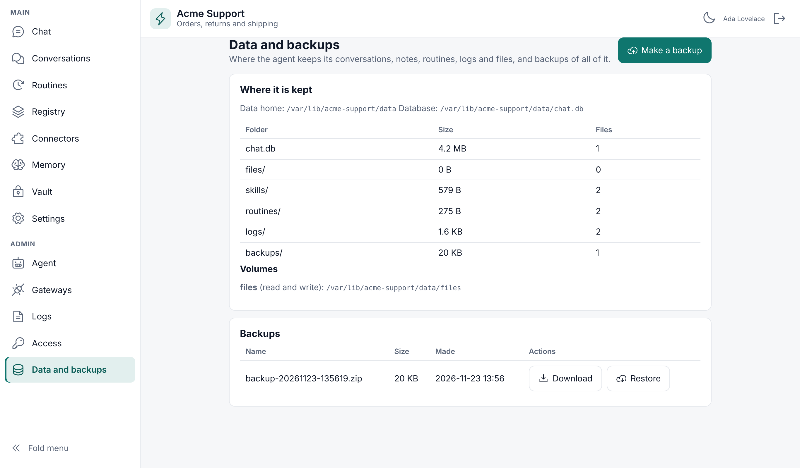 MAIN
Chat
Conversations
Routines
Registry
Connectors
Memory
Vault
Settings
ADMIN
Agent
Gateways
Logs
Access
Data and backups
Fold menu
Acme Support
Orders, returns and shipping
Ada Lovelace
Data and backups
Where the agent keeps its conversations, notes, routines, logs and files, and backups of all of it.
Make a backup
Where it is kept
Data home: /var/lib/acme-support/data Database: /var/lib/acme-support/data/chat.db
Folder Size Files
chat.db 4.2 MB 1
files/ 0 B 0
skills/ 579 B 2
routines/ 275 B 2
logs/ 1.6 KB 2
backups/ 20 KB 1
Volumes
files (read and write): /var/lib/acme-support/data/files
Backups
Name Size Made Actions
backup-20261123-135619.zip 20 KB 2026-11-23 13:56 Download Restore